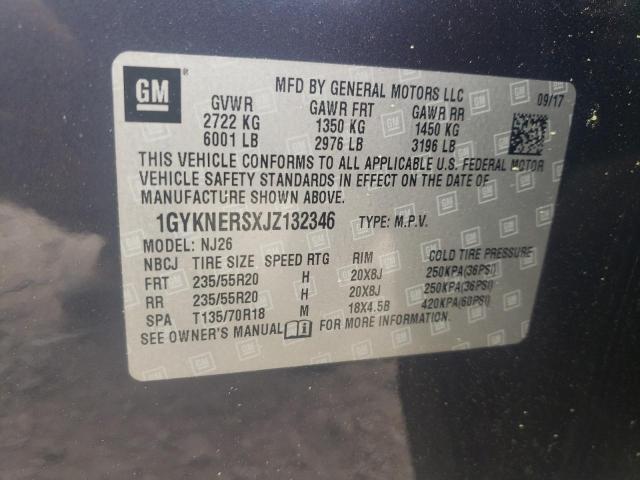 GM
MFD BY GENERAL MOTORS LLC
09/17
GVWR GAWR FRT GAWR RR
2722 KG 1350 KG 1450 KG
6001 LB 2976 LB 3196 LB
THIS VEHICLE CONFORMS TO ALL APPLICABLE U.S. FEDERAL MOTOR
VEHICLE SAFETY STANDARDS IN EFFECT ON THE DATE OF
MANUFACTURE SHOWN ABOVE.
1GYKNERSXJZ132346 TYPE: M.P.V.
MODEL: NJ26
NBCJ TIRE SIZE SPEED RTG RIM COLD TIRE PRESSURE
FRT 235/55R20 H 20X8J 250KPA(36PSI)
RR 235/55R20 H 20X8J 250KPA(36PSI)
SPA T135/70R18 M 18X4.5B 420KPA(60PSI)
SEE OWNER'S MANUAL FOR MORE INFORMATION.